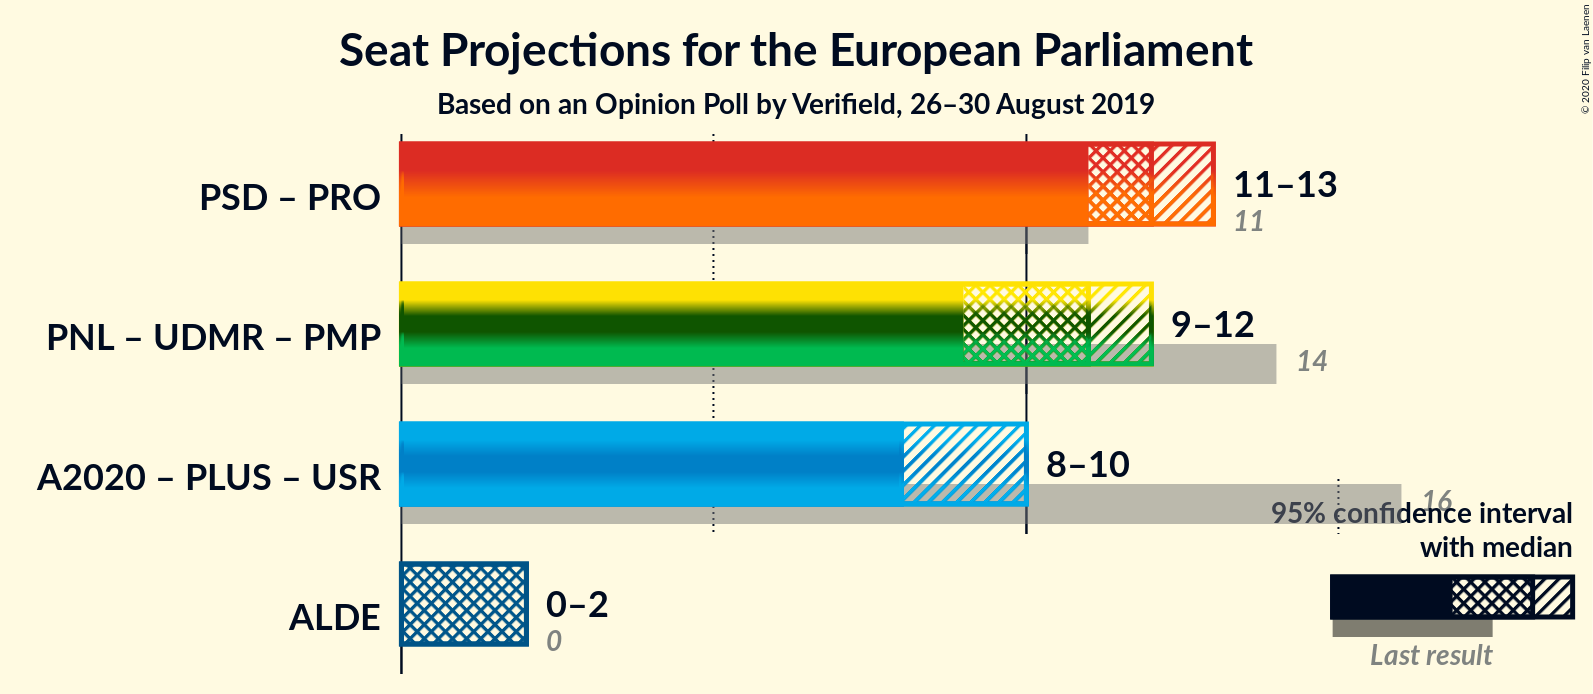 Seat Projections for the European Parliament
Based on an Opinion Poll by Verifield, 26–30 August 2019
© 2020 Filip van Laenen
PSD – PRO
11–13
11
PNL – UDMR – PMP
9–12
14
A2020 – PLUS – USR
8–10
16
95% confidence interval
with median
ALDE
0–2
0
Last result